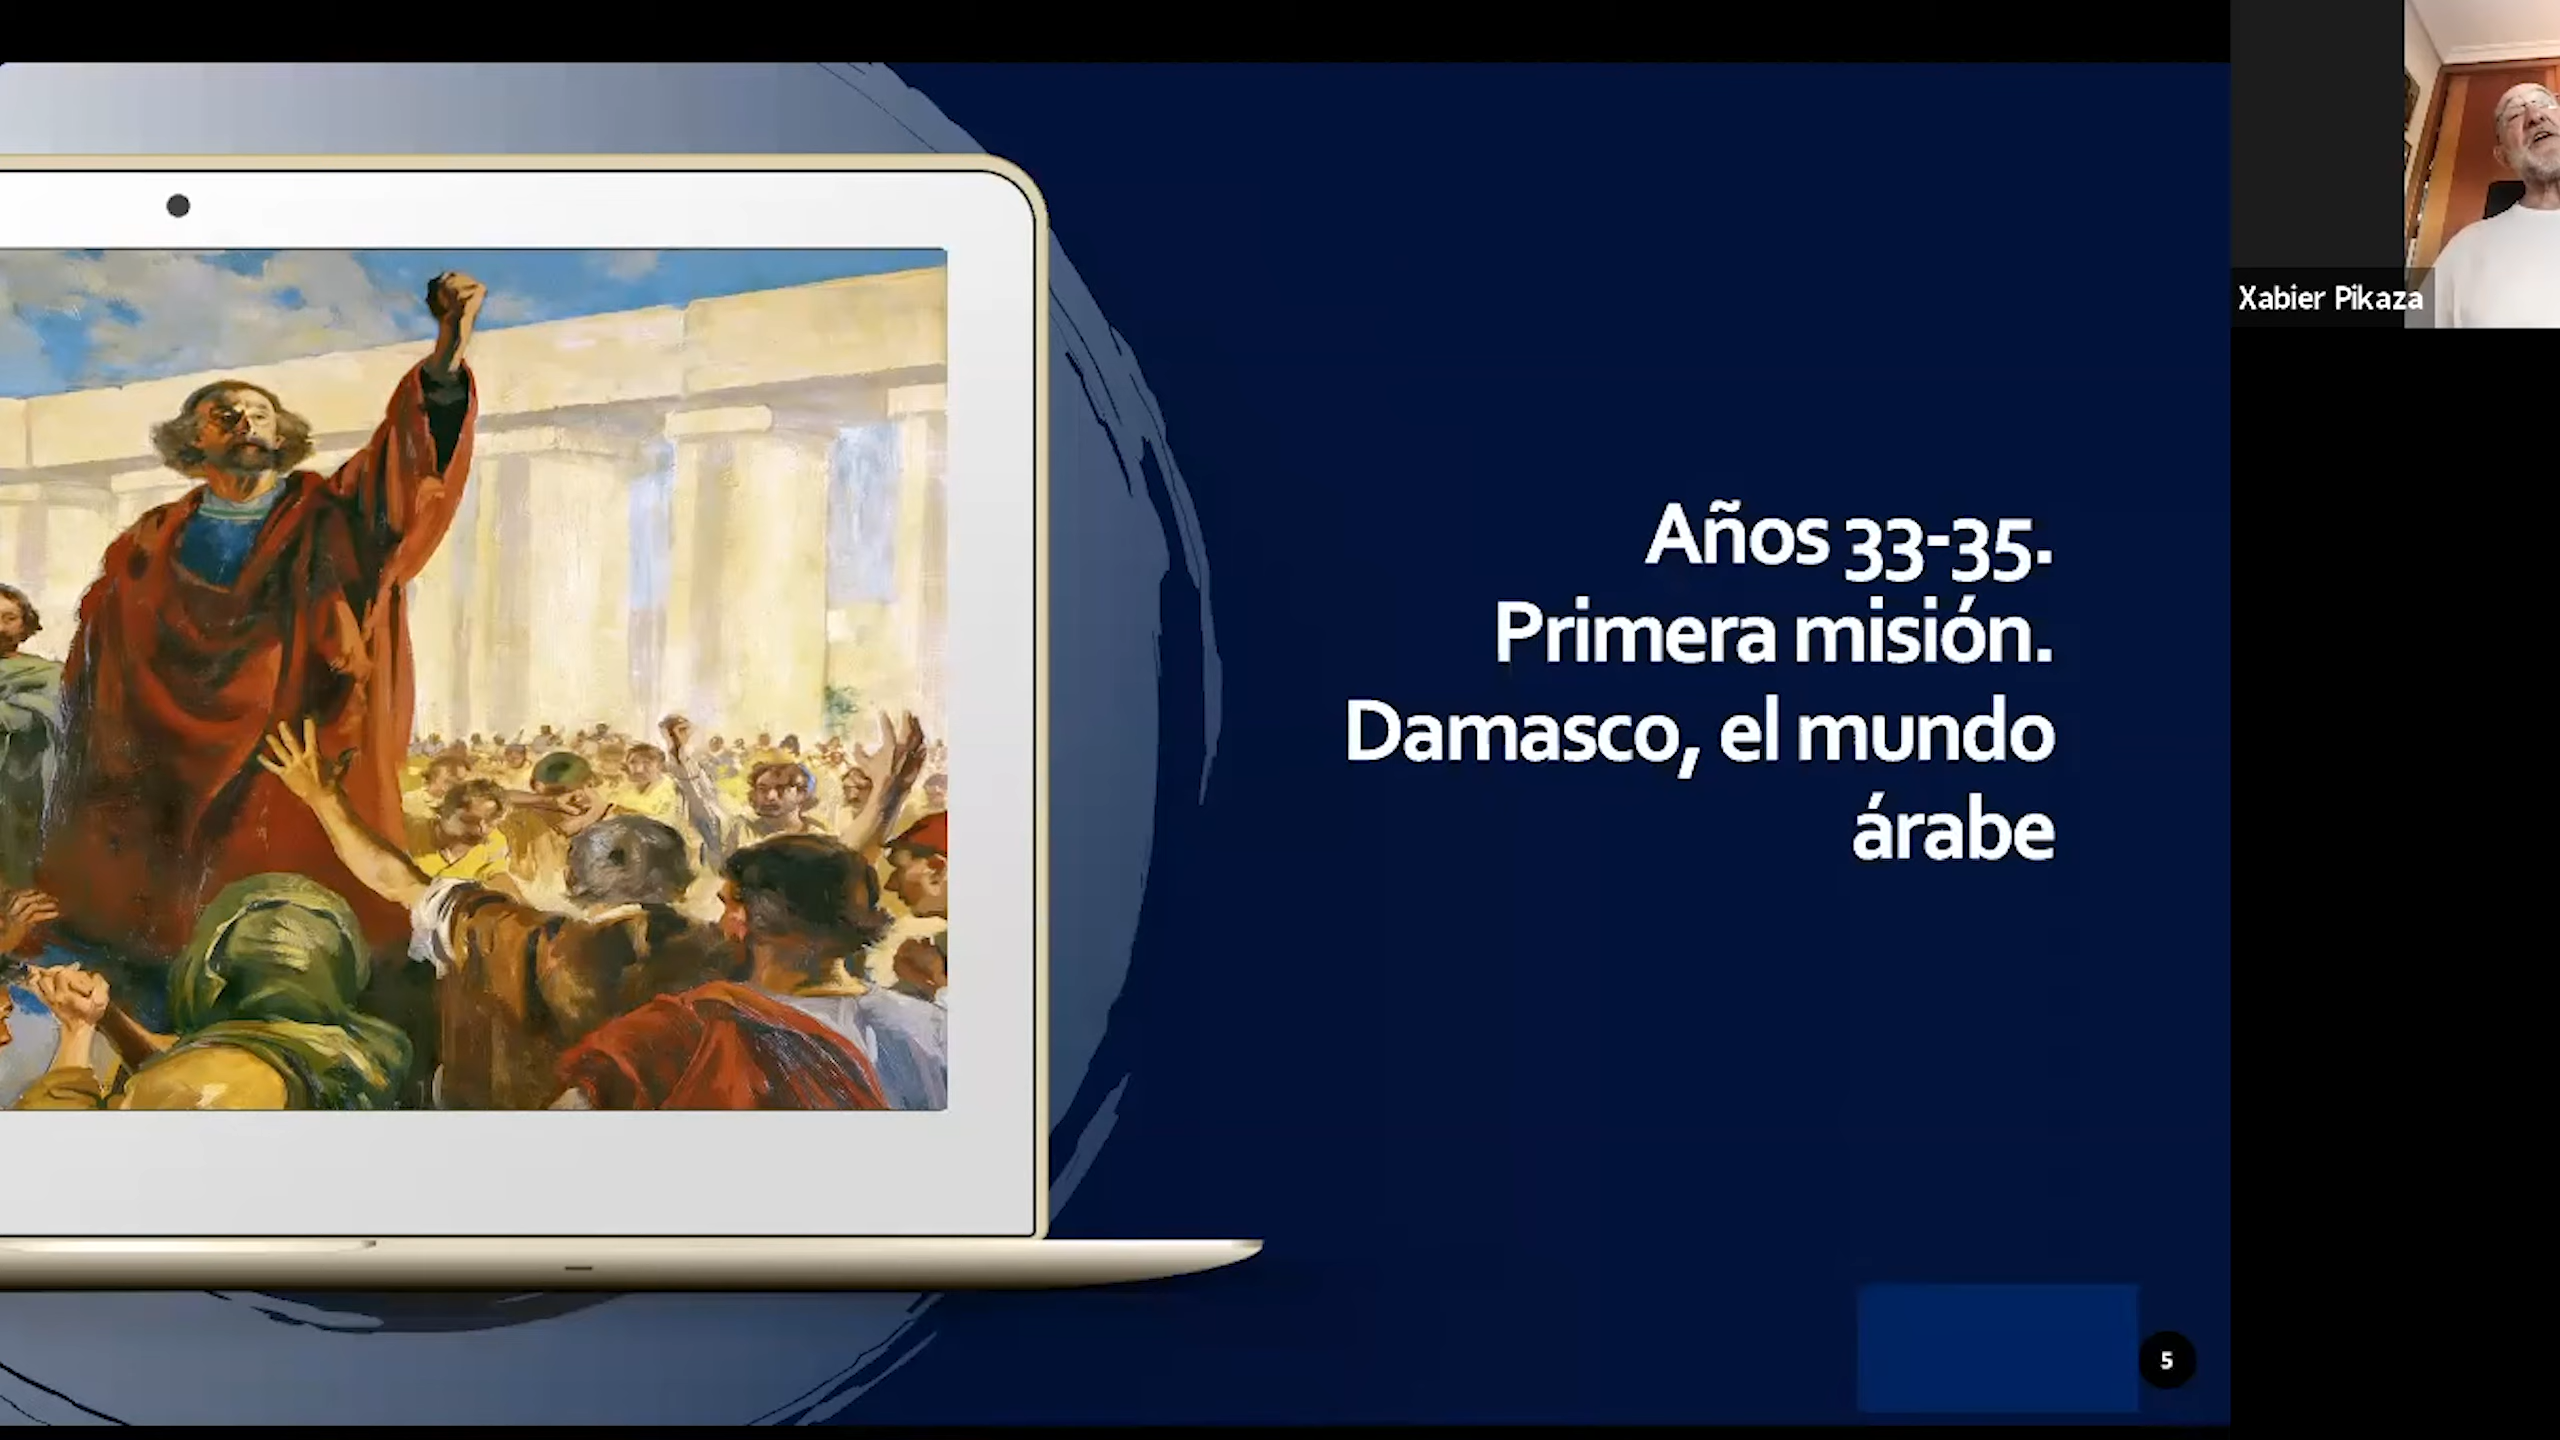 Años 33-35.
Primera misión.
Damasco, el mundo
árabe
Xabier Pikaza
5